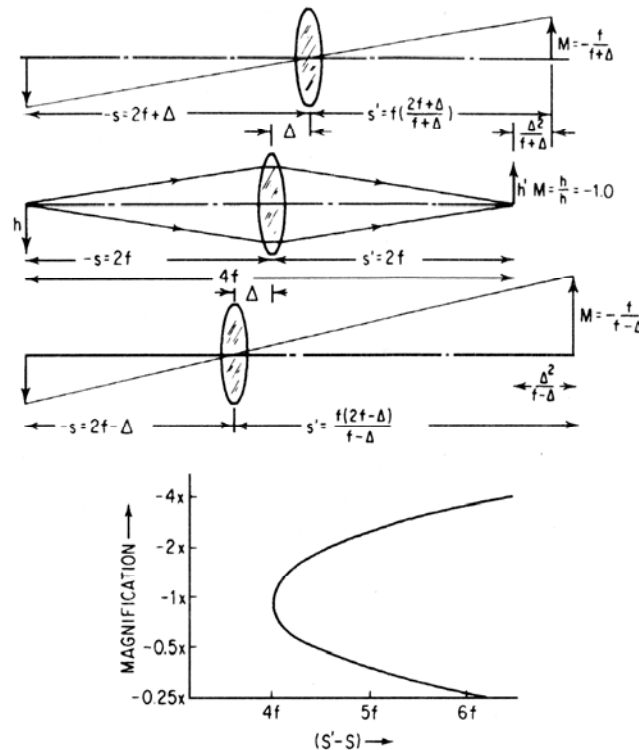 M = -f/(f+Δ)
-s = 2f+Δ
s' = f(2f+Δ/f+Δ)
Δ
Δ²/(f+Δ)
h
h' M = h'/h = -1.0
-s = 2f
s' = 2f
4f
Δ
M = -f/(f-Δ)
-s = 2f-Δ
s' = f(2f-Δ)/(f-Δ)
Δ²/(f-Δ)
MAGNIFICATION →
-4x
-2x
-1x
-0.5x
-0.25x
4f 5f 6f
(S'-S) →